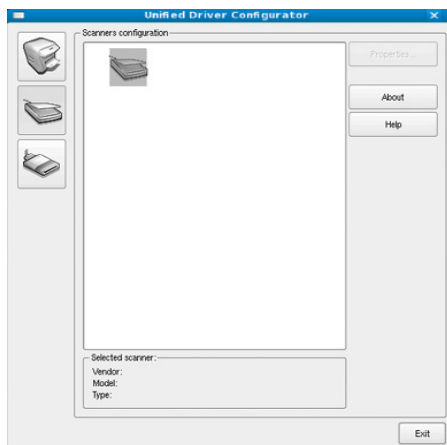 Unified Driver Configurator
Scanners configuration
Properties...
About
Help
Selected scanner:
Vendor:
Model:
Type:
Exit